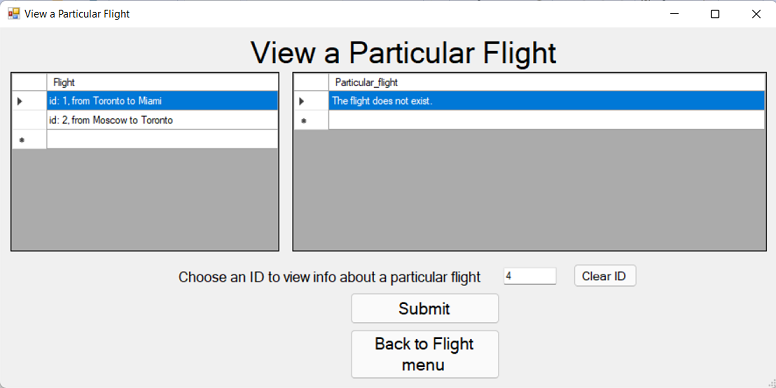 View a Particular Flight
View a Particular Flight
Flight
id: 1, from Toronto to Miami
id: 2, from Moscow to Toronto
Particular_flight
The flight does not exist.
Choose an ID to view info about a particular flight
4
Clear ID
Submit
Back to Flight
menu